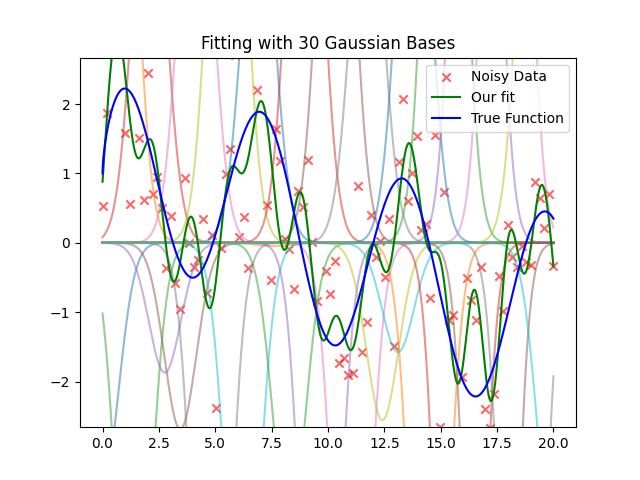 Fitting with 30 Gaussian Bases
Noisy Data
Our fit
True Function
2
1
0
−1
−2
0.0 2.5 5.0 7.5 10.0 12.5 15.0 17.5 20.0